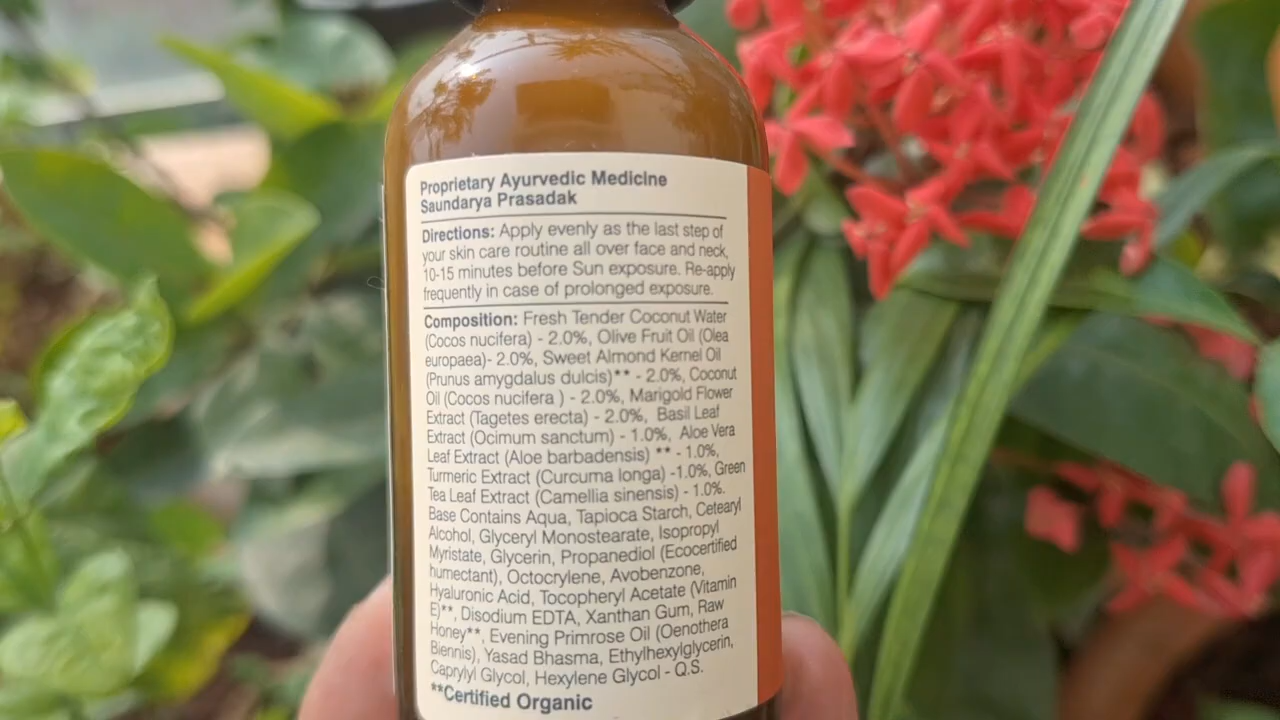 Proprietary Ayurvedic Medicine
Saundarya Prasadak
Directions: Apply evenly as the last step of
your skin care routine all over face and neck,
10-15 minutes before Sun exposure. Re-apply
frequently in case of prolonged exposure.
Composition: Fresh Tender Coconut Water
(Cocos nucifera) - 2.0%, Olive Fruit Oil (Olea
europaea)- 2.0%, Sweet Almond Kernel Oil
(Prunus amygdalus dulcis)** - 2.0%, Coconut
Oil (Cocos nucifera ) - 2.0%, Marigold Flower
Extract (Tagetes erecta) - 2.0%, Basil Leaf
Extract (Ocimum sanctum) - 1.0%, Aloe Vera
Leaf Extract (Aloe barbadensis) ** - 1.0%,
Turmeric Extract (Curcuma longa) -1.0%, Green
Tea Leaf Extract (Camellia sinensis) - 1.0%.
Base Contains Aqua, Tapioca Starch, Cetearyl
Alcohol, Glyceryl Monostearate, Isopropyl
Myristate, Glycerin, Propanediol (Ecocertified
humectant), Octocrylene, Avobenzone,
Hyaluronic Acid, Tocopheryl Acetate (Vitamin
E)**, Disodium EDTA, Xanthan Gum, Raw
Honey**, Evening Primrose Oil (Oenothera
Biennis), Yasad Bhasma, Ethylhexylglycerin,
Caprylyl Glycol, Hexylene Glycol - Q.S.
**Certified Organic